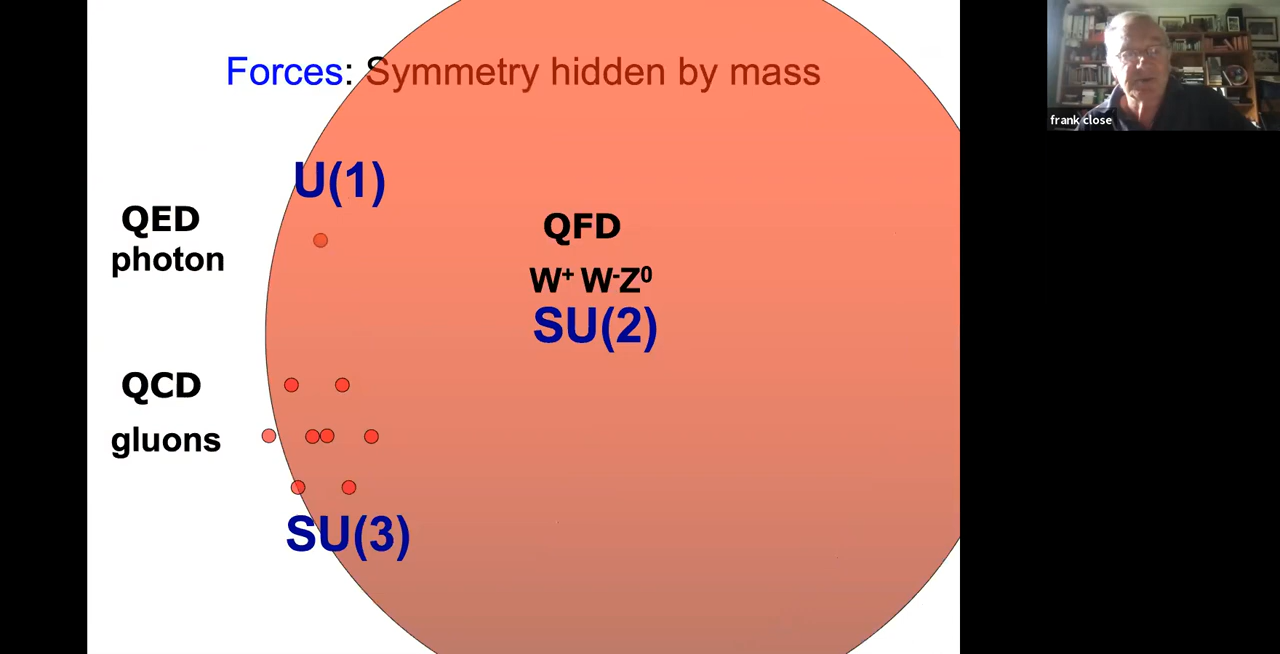 Forces: Symmetry hidden by mass
frank close
U(1)
QED
photon
QFD
W+ W-Z0
SU(2)
QCD
gluons
SU(3)